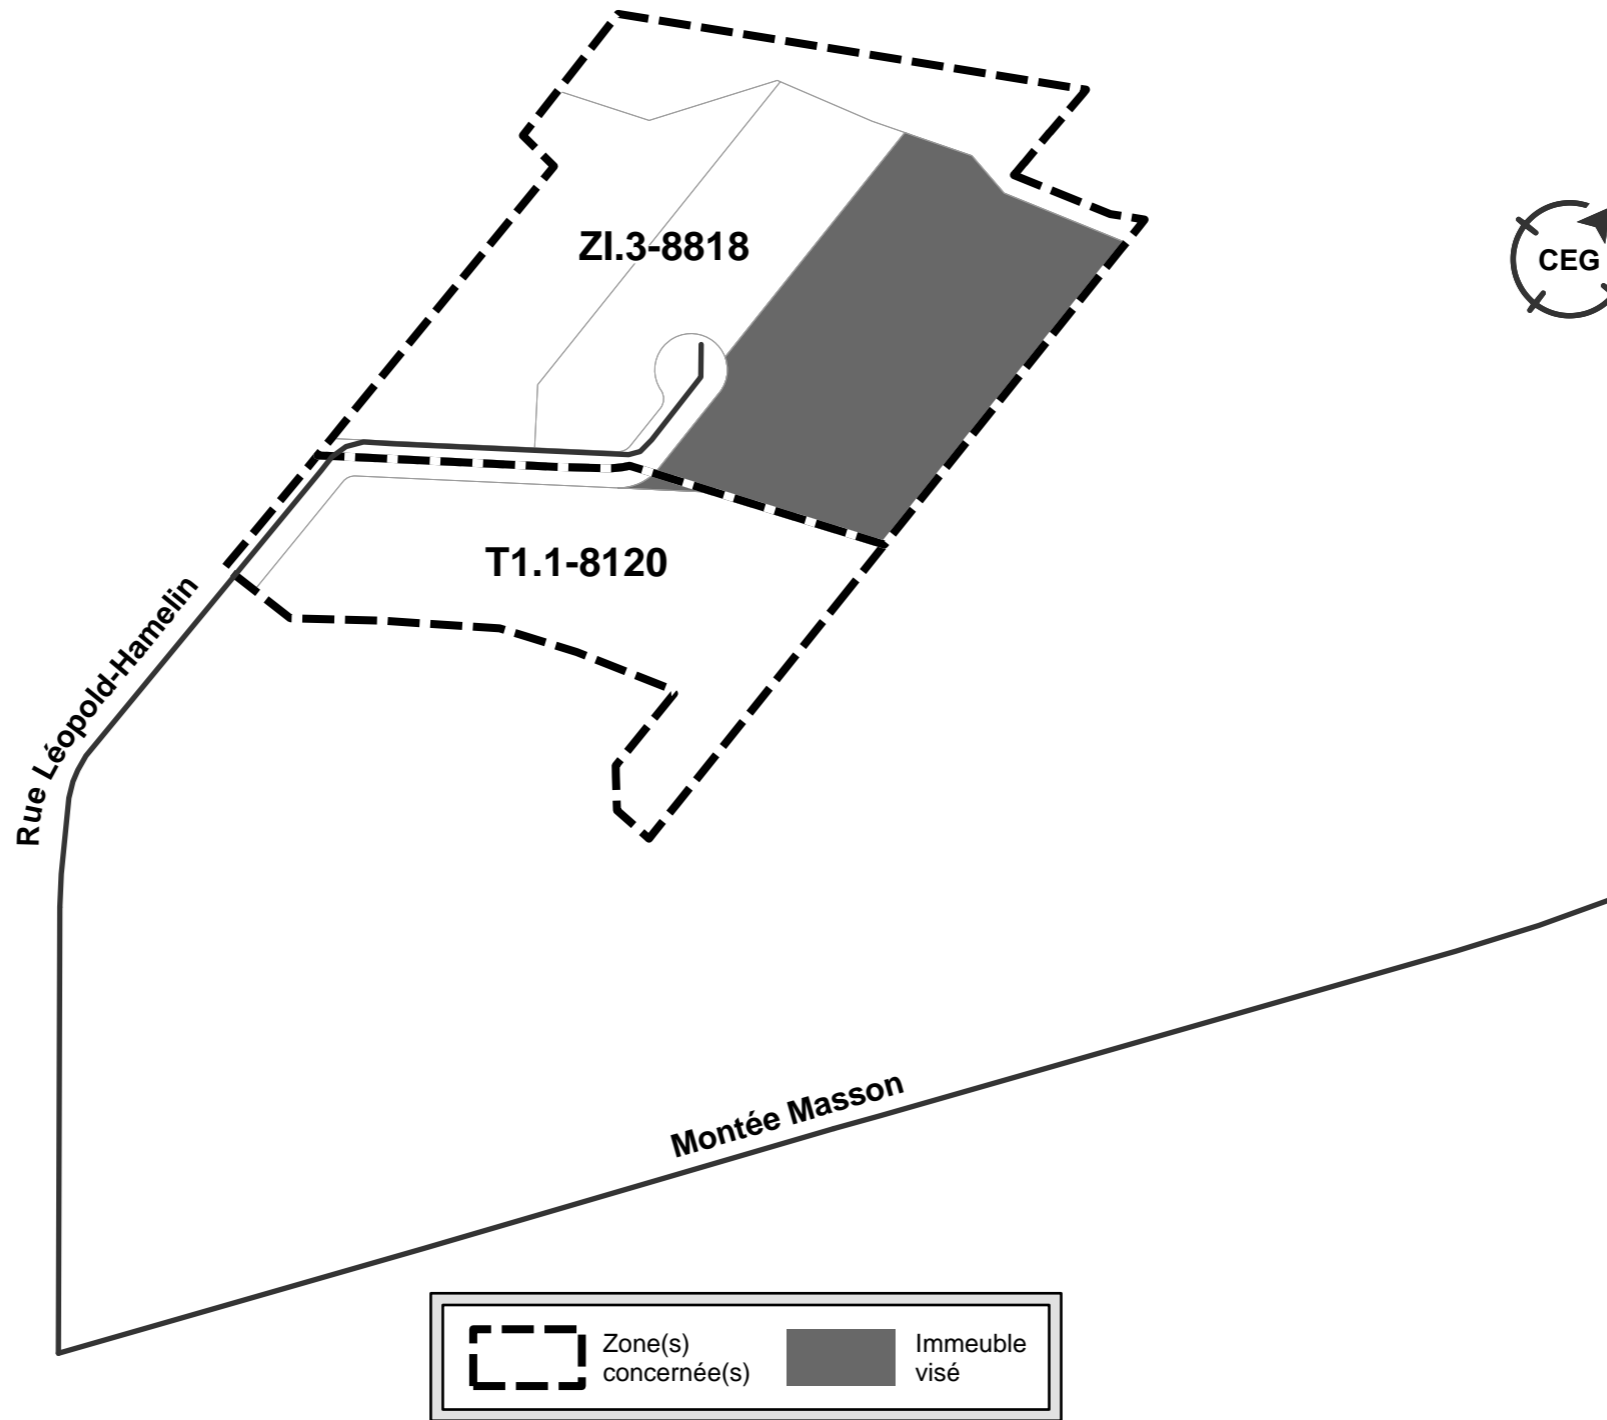 ZI.3-8818
CEG
T1.1-8120
Rue Léopold-Hamelin
Montée Masson
Zone(s)
concernée(s)
Immeuble
visé